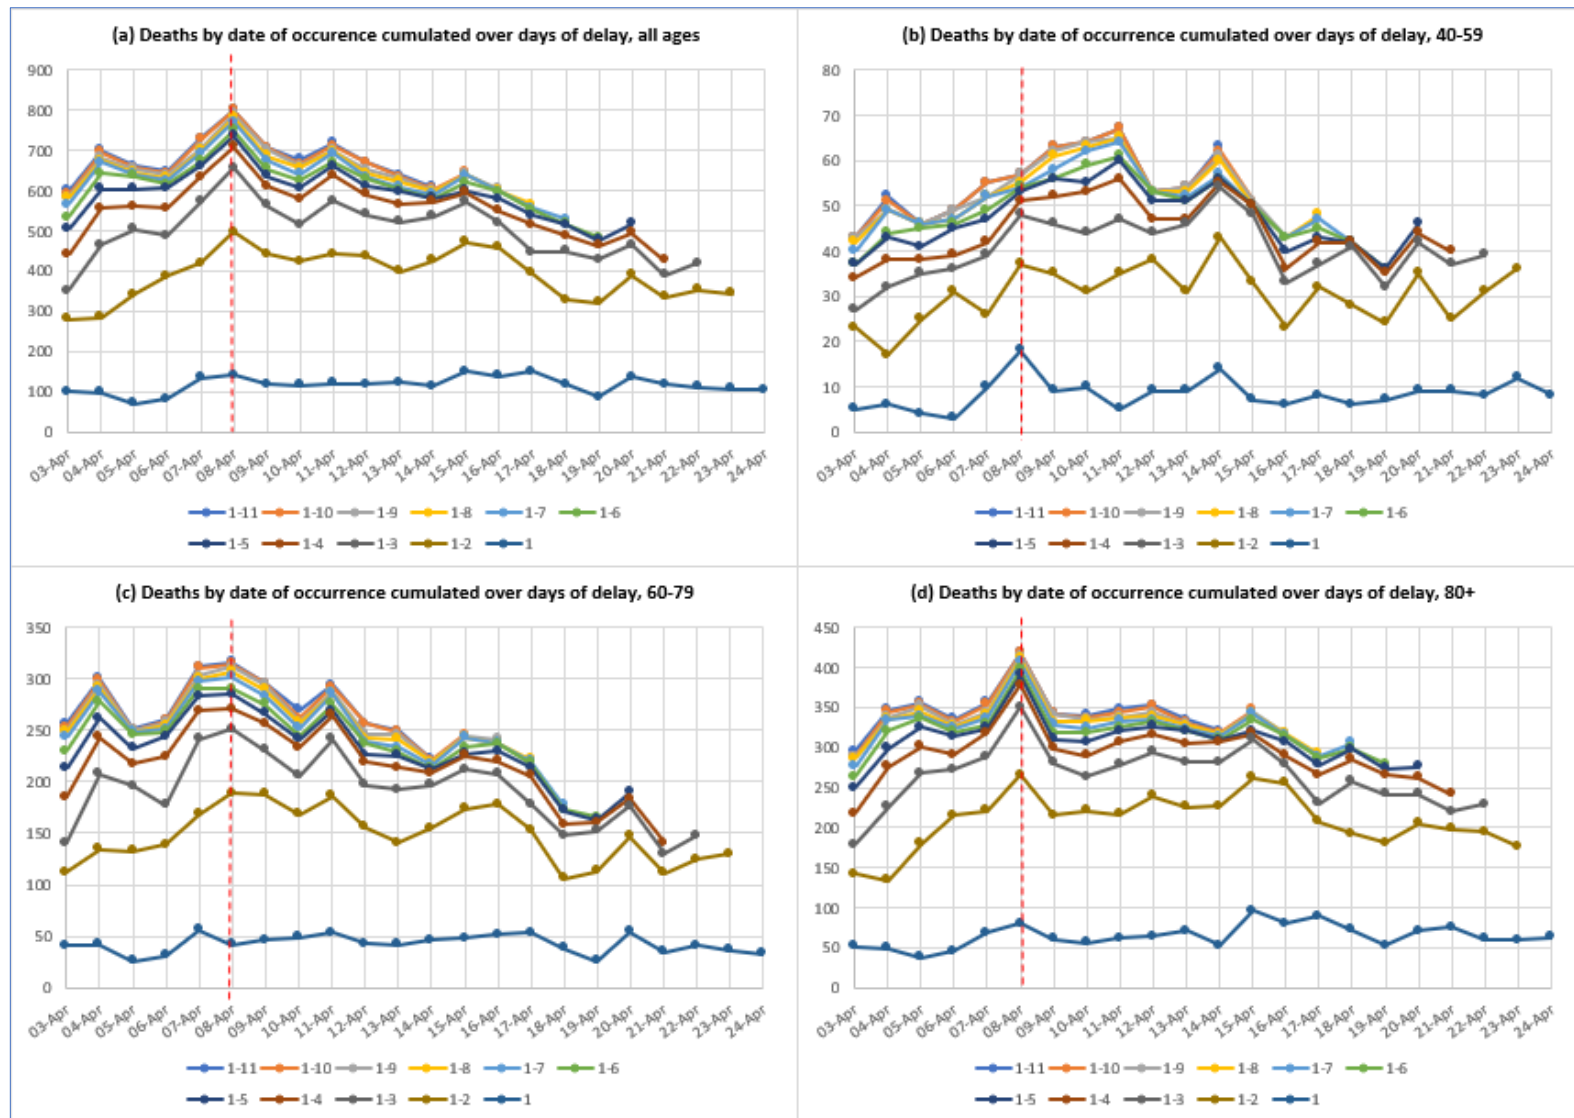 (a) Deaths by date of occurence cumulated over days of delay, all ages
900
800
700
600
500
400
300
200
100
0
03-Apr 04-Apr 05-Apr 06-Apr 07-Apr 08-Apr 09-Apr 10-Apr 11-Apr 12-Apr 13-Apr 14-Apr 15-Apr 16-Apr 17-Apr 18-Apr 19-Apr 20-Apr 21-Apr 22-Apr 23-Apr 24-Apr
1-11 1-10 1-9 1-8 1-7 1-6
1-5 1-4 1-3 1-2 1
(b) Deaths by date of occurrence cumulated over days of delay, 40-59
80
70
60
50
40
30
20
10
0
03-Apr 04-Apr 05-Apr 06-Apr 07-Apr 08-Apr 09-Apr 10-Apr 11-Apr 12-Apr 13-Apr 14-Apr 15-Apr 16-Apr 17-Apr 18-Apr 19-Apr 20-Apr 21-Apr 22-Apr 23-Apr 24-Apr
1-11 1-10 1-9 1-8 1-7 1-6
1-5 1-4 1-3 1-2 1
(c) Deaths by date of occurrence cumulated over days of delay, 60-79
350
300
250
200
150
100
50
0
03-Apr 04-Apr 05-Apr 06-Apr 07-Apr 08-Apr 09-Apr 10-Apr 11-Apr 12-Apr 13-Apr 14-Apr 15-Apr 16-Apr 17-Apr 18-Apr 19-Apr 20-Apr 21-Apr 22-Apr 23-Apr 24-Apr
1-11 1-10 1-9 1-8 1-7 1-6
1-5 1-4 1-3 1-2 1
(d) Deaths by date of occurrence cumulated over days of delay, 80+
450
400
350
300
250
200
150
100
50
0
03-Apr 04-Apr 05-Apr 06-Apr 07-Apr 08-Apr 09-Apr 10-Apr 11-Apr 12-Apr 13-Apr 14-Apr 15-Apr 16-Apr 17-Apr 18-Apr 19-Apr 20-Apr 21-Apr 22-Apr 23-Apr 24-Apr
1-11 1-10 1-9 1-8 1-7 1-6
1-5 1-4 1-3 1-2 1